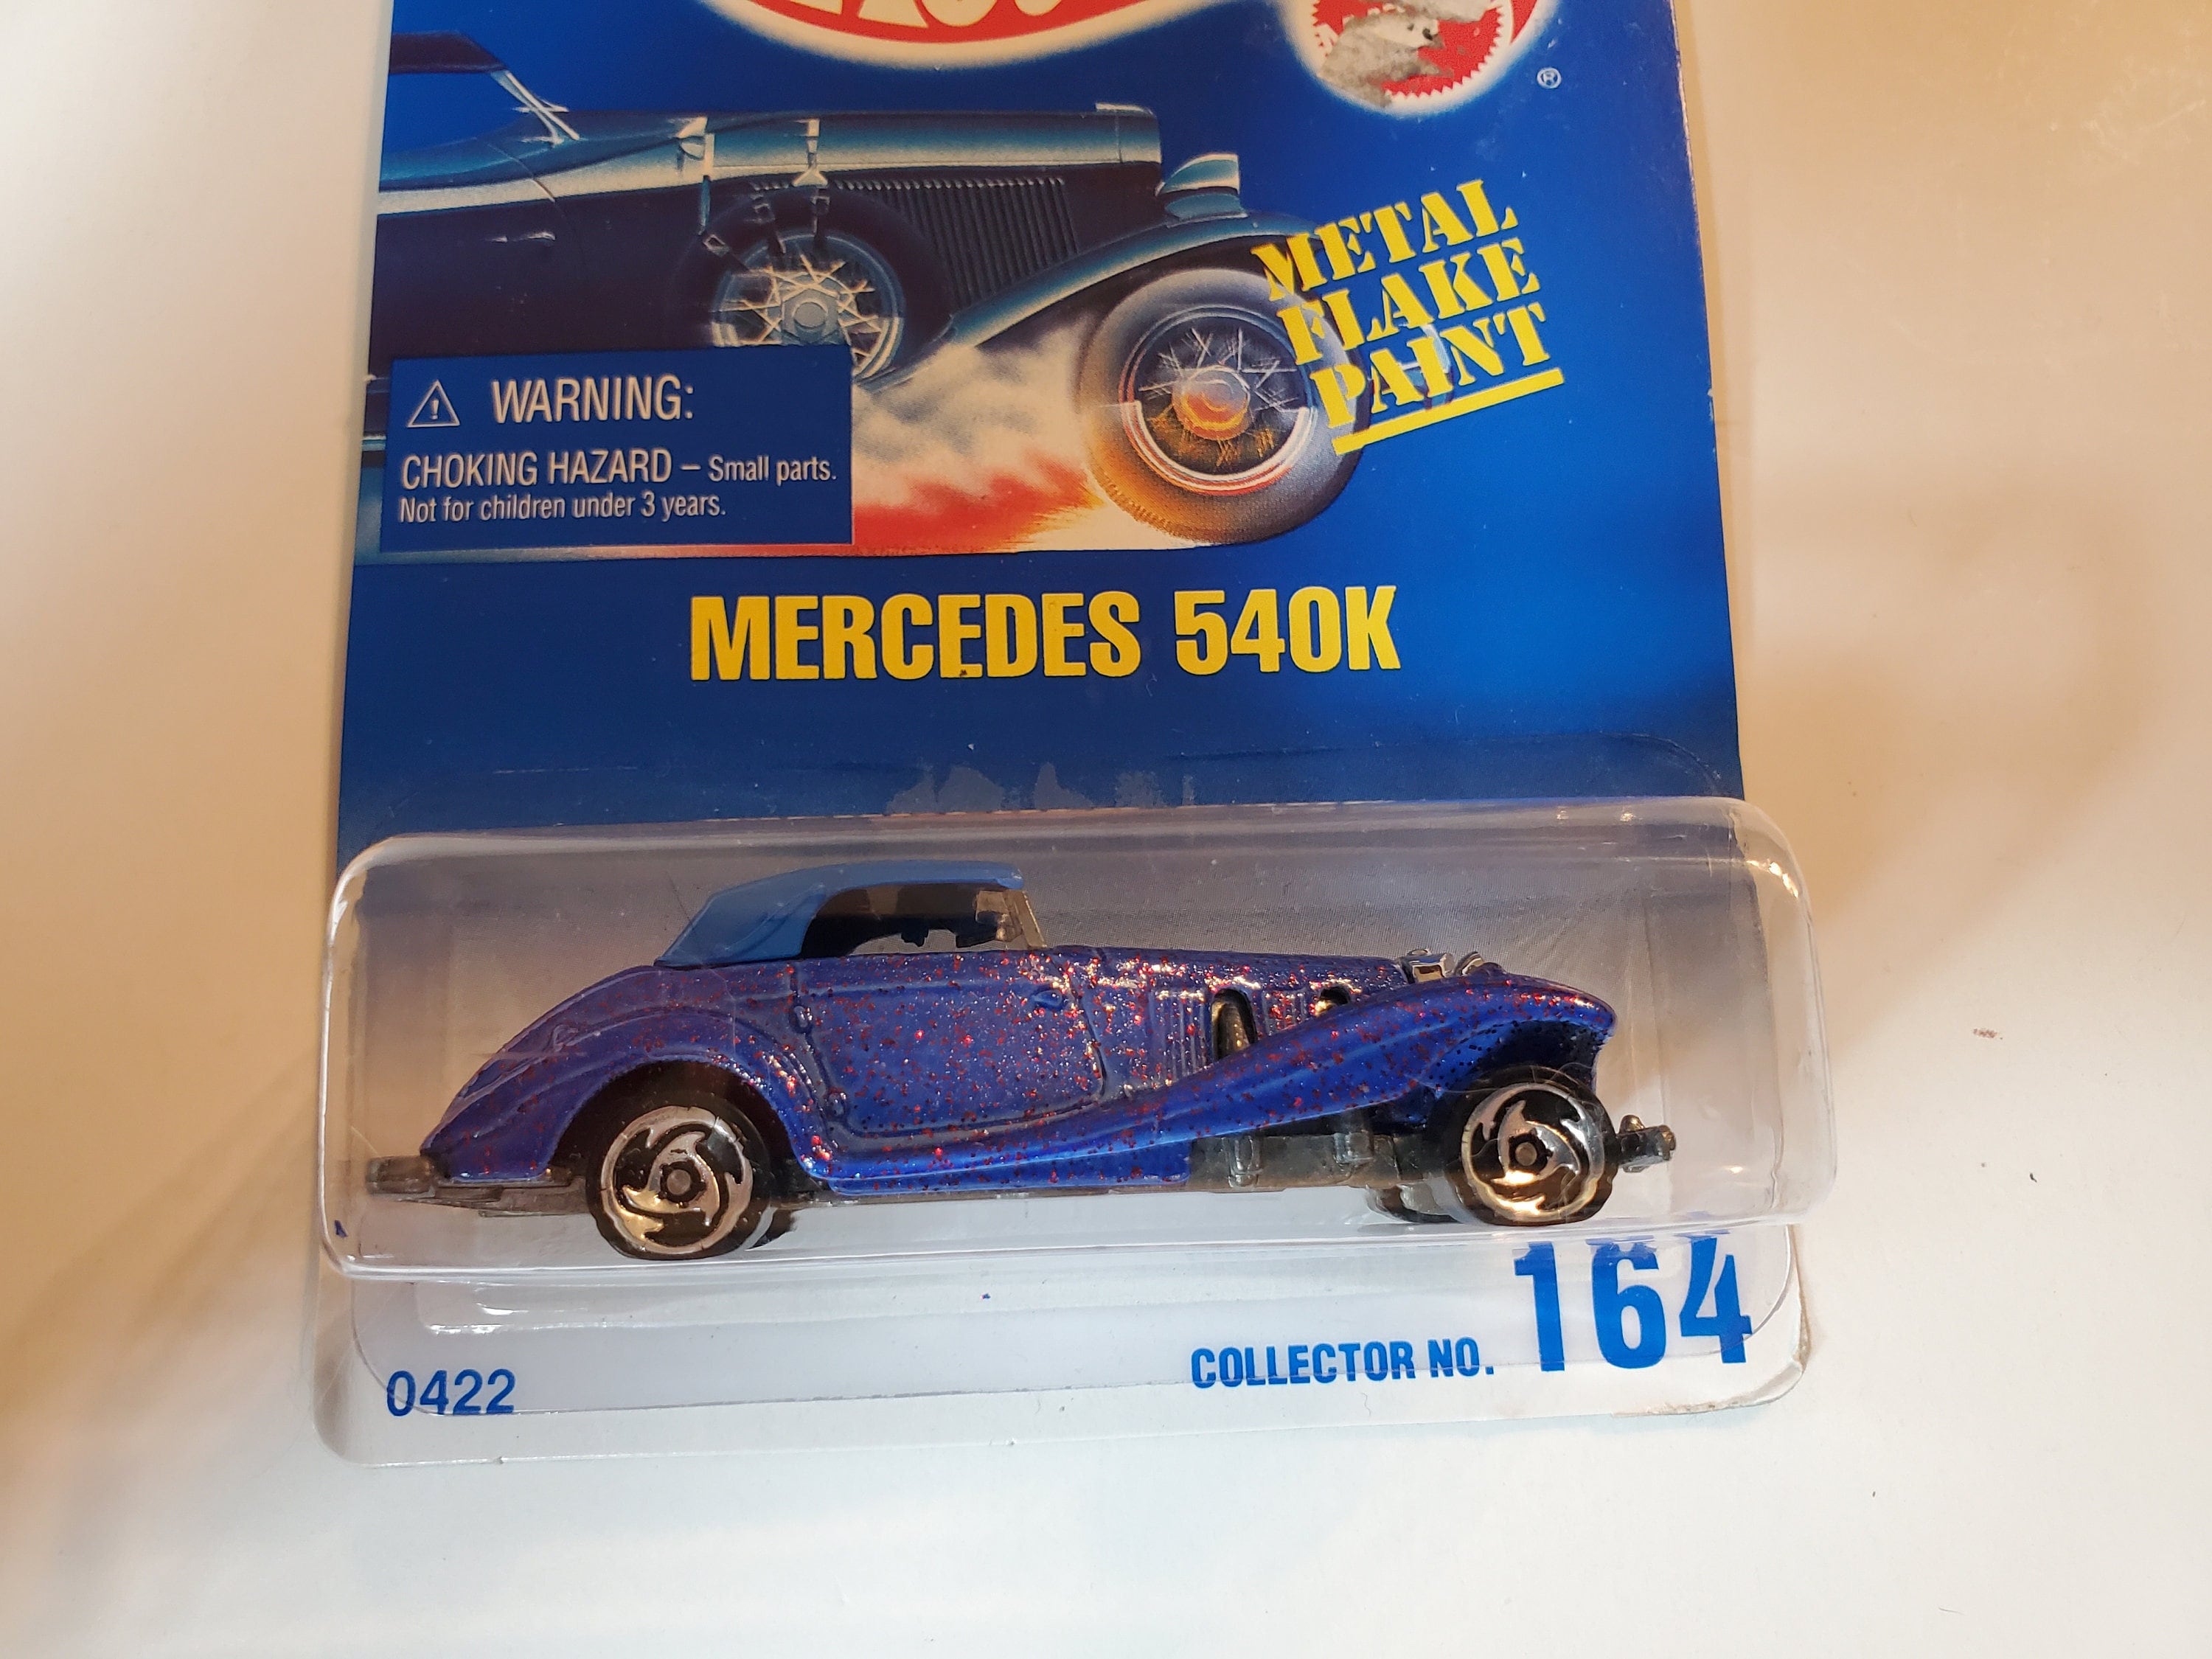 ®
METAL
FLAKE
PAINT
WARNING:
CHOKING HAZARD – Small parts.
Not for children under 3 years.
MERCEDES 540K
164
COLLECTOR NO.
0422